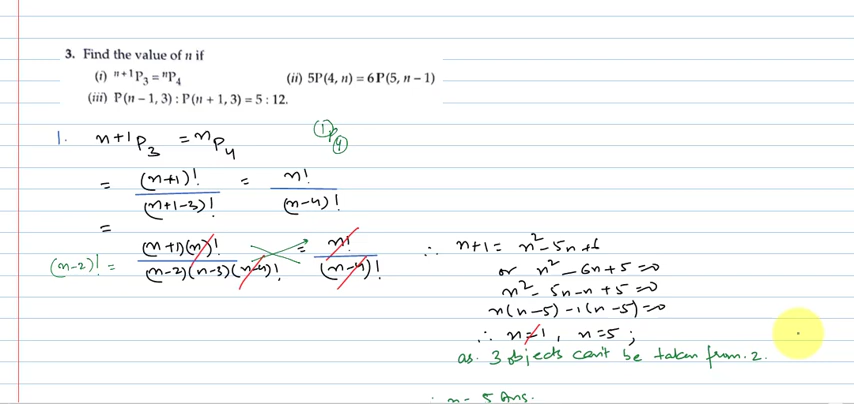 3. Find the value of n if
(i) ⁿ⁺¹P₃ = ⁿP₄ (ii) 5P(4, n) = 6P(5, n − 1)
(iii) P(n − 1, 3) : P(n + 1, 3) = 5 : 12.
1. n+1P₃ = nP₄ ①P④
= (n+1)! / (n+1-3)! = n! / (n-4)!
=
(n-2)! = (n+1)(n)! / (n-2)(n-3)(n-4)! = n! / (n-4)!
∴ n+1 = n² - 5n + 6
or n² - 6n + 5 = 0
n² - 5n - n + 5 = 0
n(n-5) - 1(n-5) = 0
∴ n = 1, n = 5 ;
as. 3 objects can't be taken from. 2.
∴ n = 5 Ans.